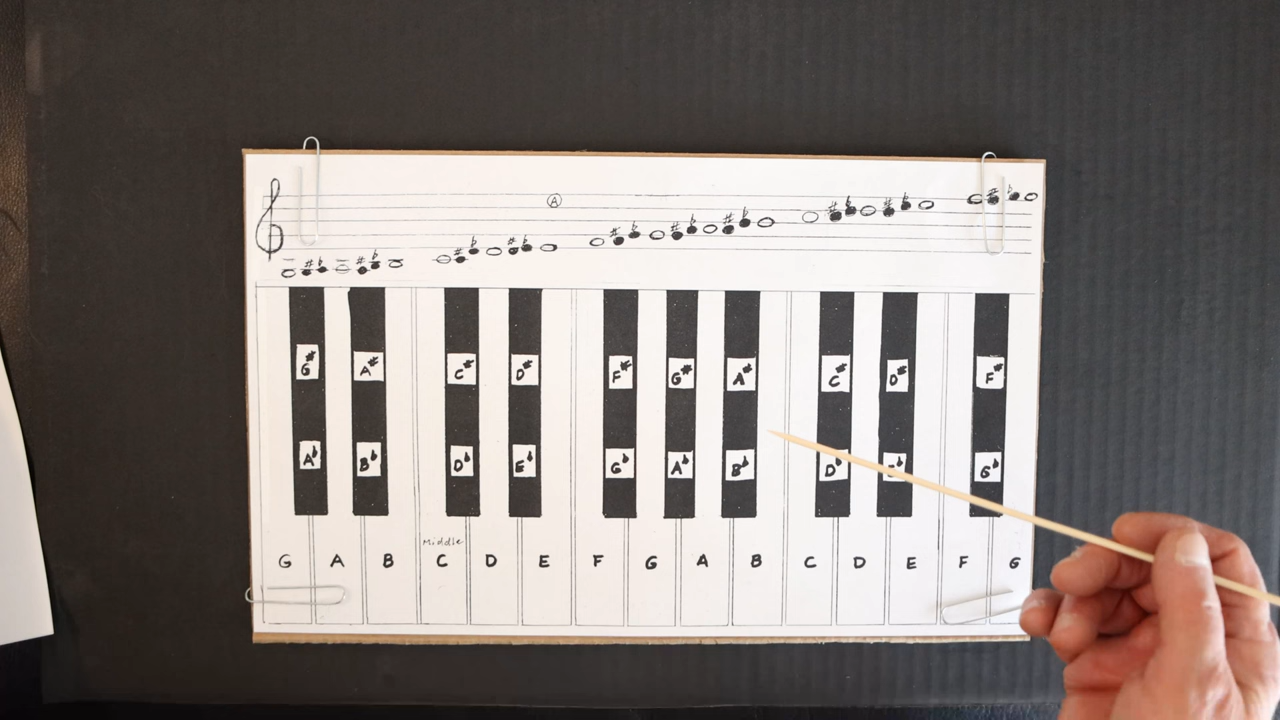 A
G# A# C# D# F# G# A# C# D# F#
A♭ B♭ D♭ E♭ G♭ A♭ B♭ D♭ G♭
Middle
G A B C D E F G A B C D E F G